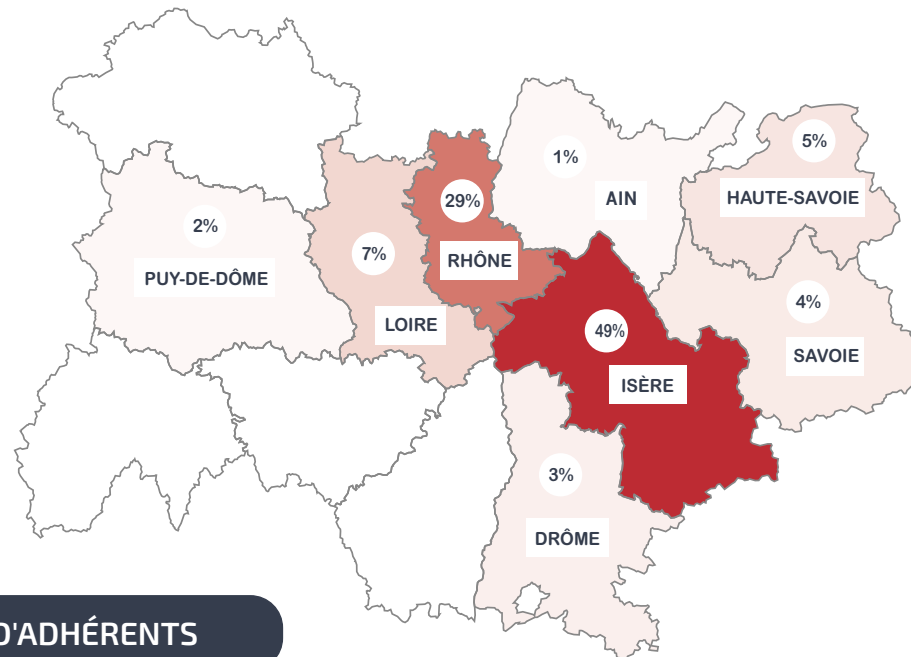 5%
HAUTE-SAVOIE
1%
AIN
29%
RHÔNE
2%
PUY-DE-DÔME
7%
LOIRE
4%
SAVOIE
49%
ISÈRE
3%
DRÔME
D'ADHÉRENTS